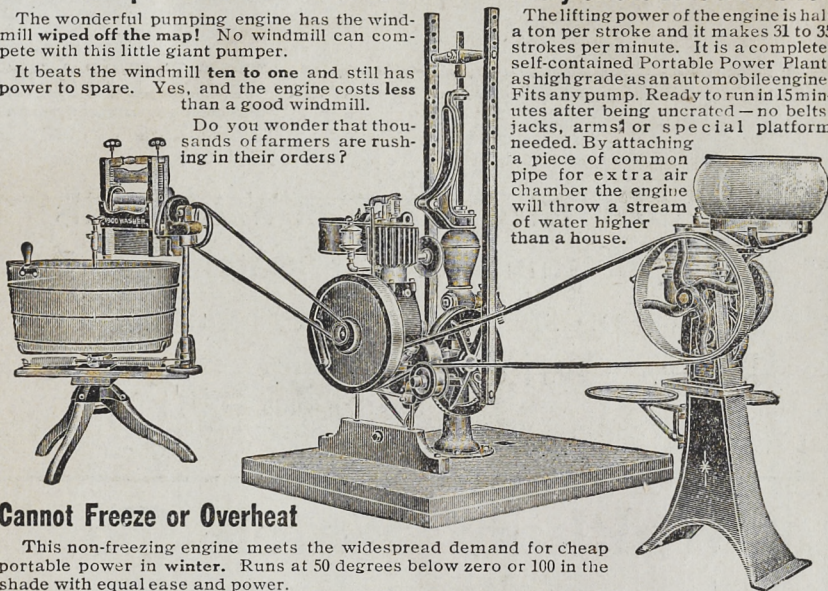 The wonderful pumping engine has the wind-
mill wiped off the map! No windmill can com-
pete with this little giant pumper.
It beats the windmill ten to one and still has
power to spare. Yes, and the engine costs less
than a good windmill.
Do you wonder that thou-
sands of farmers are rush-
ing in their orders?
The lifting power of the engine is hal
a ton per stroke and it makes 31 to 35
strokes per minute. It is a complete
self-contained Portable Power Plant
as high grade as an automobile engine
Fits any pump. Ready to run in 15 min
utes after being uncrated—no belts
jacks, arms or special platform
needed. By attaching
a piece of common
pipe for extra air
chamber the engine
will throw a stream
of water higher
than a house.
1900 WASHER
Cannot Freeze or Overheat
This non-freezing engine meets the widespread demand for cheap
portable power in winter. Runs at 50 degrees below zero or 100 in the
shade with equal ease and power.